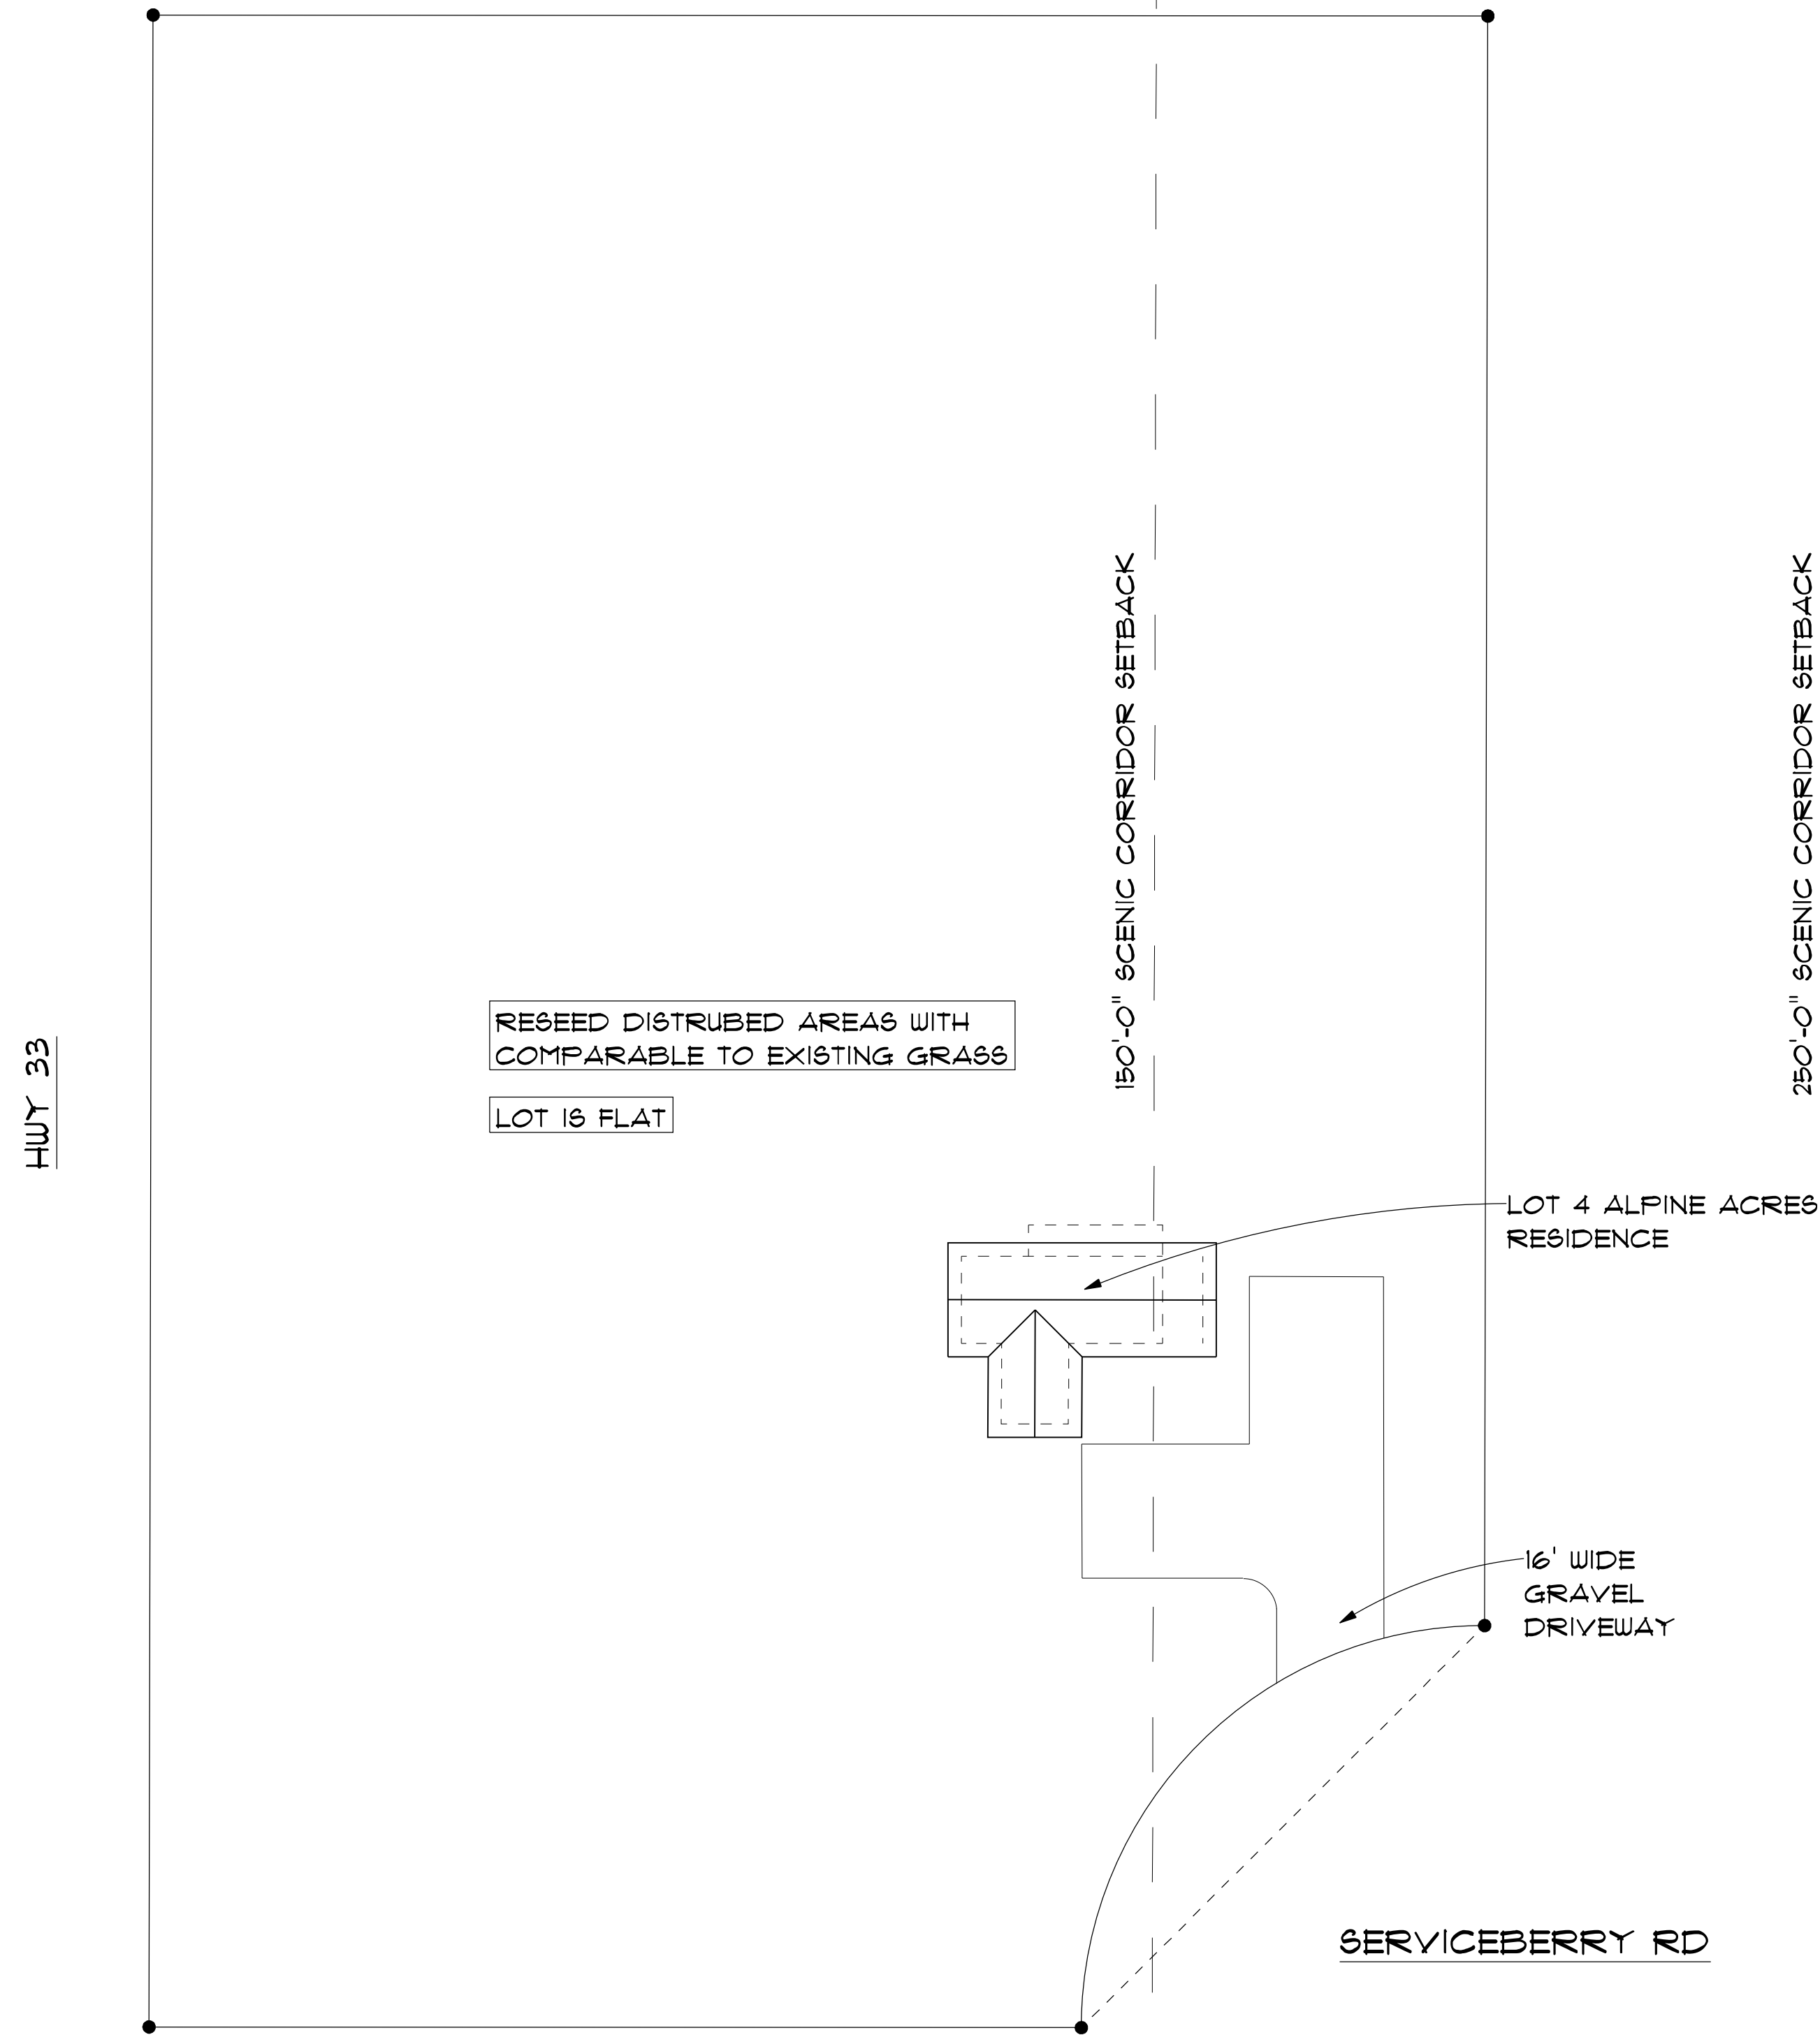 HWY 33
150'-0" SCENIC CORRIDOR SETBACK
250'-0" SCENIC CORRIDOR SETBACK
RESEED DISTRUBED AREAS WITH
COMPARABLE TO EXISTING GRASS
LOT IS FLAT
LOT 4 ALPINE ACRES
RESIDENCE
16' WIDE
GRAVEL
DRIVEWAY
SERVICEBERRY RD